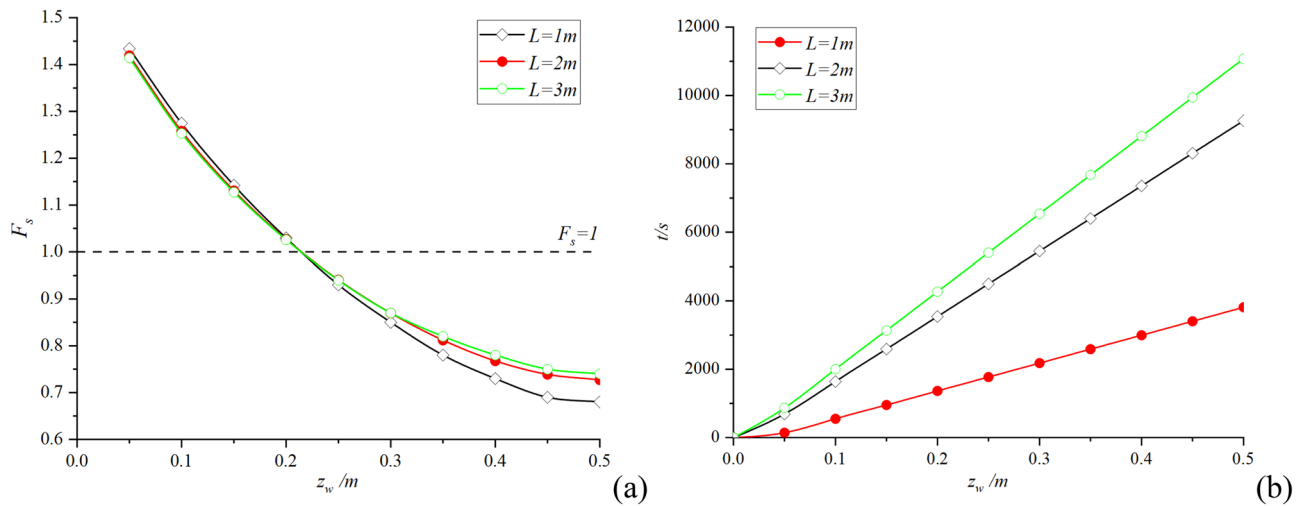 1.5
1.4
1.3
1.2
1.1
1.0
0.9
0.8
0.7
0.6
F_s
L=1m
L=2m
L=3m
F_s=1
0.0 0.1 0.2 0.3 0.4 0.5
z_w /m
(a)
12000
10000
8000
6000
4000
2000
0
t/s
L=1m
L=2m
L=3m
0.0 0.1 0.2 0.3 0.4 0.5
z_w /m
(b)